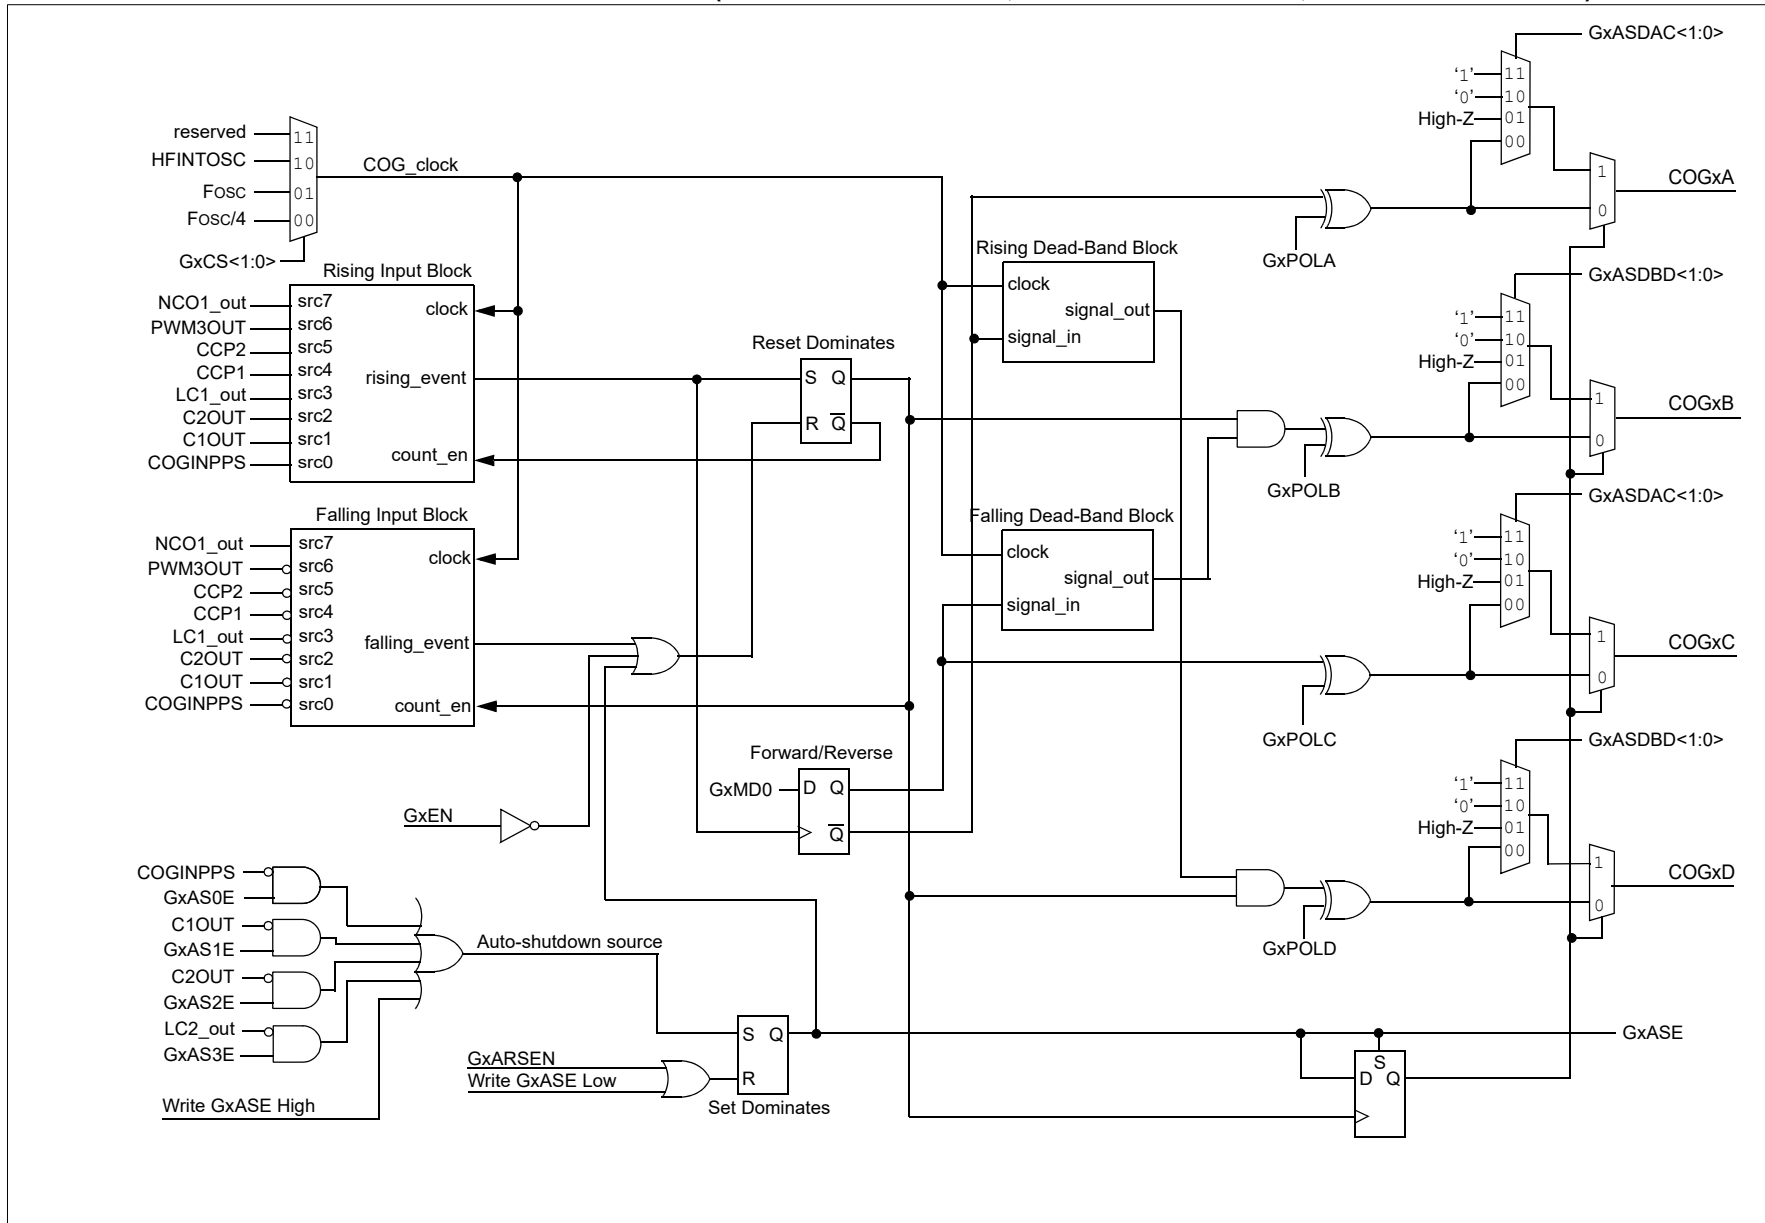 GxASDAC<1:0>
‘1’ 11
‘0’ 10
High-Z 01
00
1
0
COGxA
GxPOLA
reserved 11
HFINTOSC 10
FOSC 01
FOSC/4 00
GxCS<1:0>
COG_clock
Rising Input Block
NCO1_out src7
PWM3OUT src6
CCP2 src5
CCP1 src4
LC1_out src3
C2OUT src2
C1OUT src1
COGINPPS src0
clock
rising_event
count_en
Reset Dominates
S Q
R Q
Rising Dead-Band Block
clock
signal_out
signal_in
GxASDBD<1:0>
‘1’ 11
‘0’ 10
High-Z 01
00
1
0
COGxB
GxPOLB
Falling Input Block
NCO1_out src7
PWM3OUT src6
CCP2 src5
CCP1 src4
LC1_out src3
C2OUT src2
C1OUT src1
COGINPPS src0
clock
falling_event
count_en
Falling Dead-Band Block
clock
signal_out
signal_in
GxASDAC<1:0>
‘1’ 11
‘0’ 10
High-Z 01
00
1
0
COGxC
GxPOLC
Forward/Reverse
GxMD0 D Q
Q
GxEN
GxASDBD<1:0>
‘1’ 11
‘0’ 10
High-Z 01
00
1
0
COGxD
GxPOLD
COGINPPS
GxAS0E
C1OUT
GxAS1E
C2OUT
GxAS2E
LC2_out
GxAS3E
Write GxASE High
Auto-shutdown source
GxARSEN
Write GxASE Low
S Q
R
Set Dominates
GxASE
S
D Q